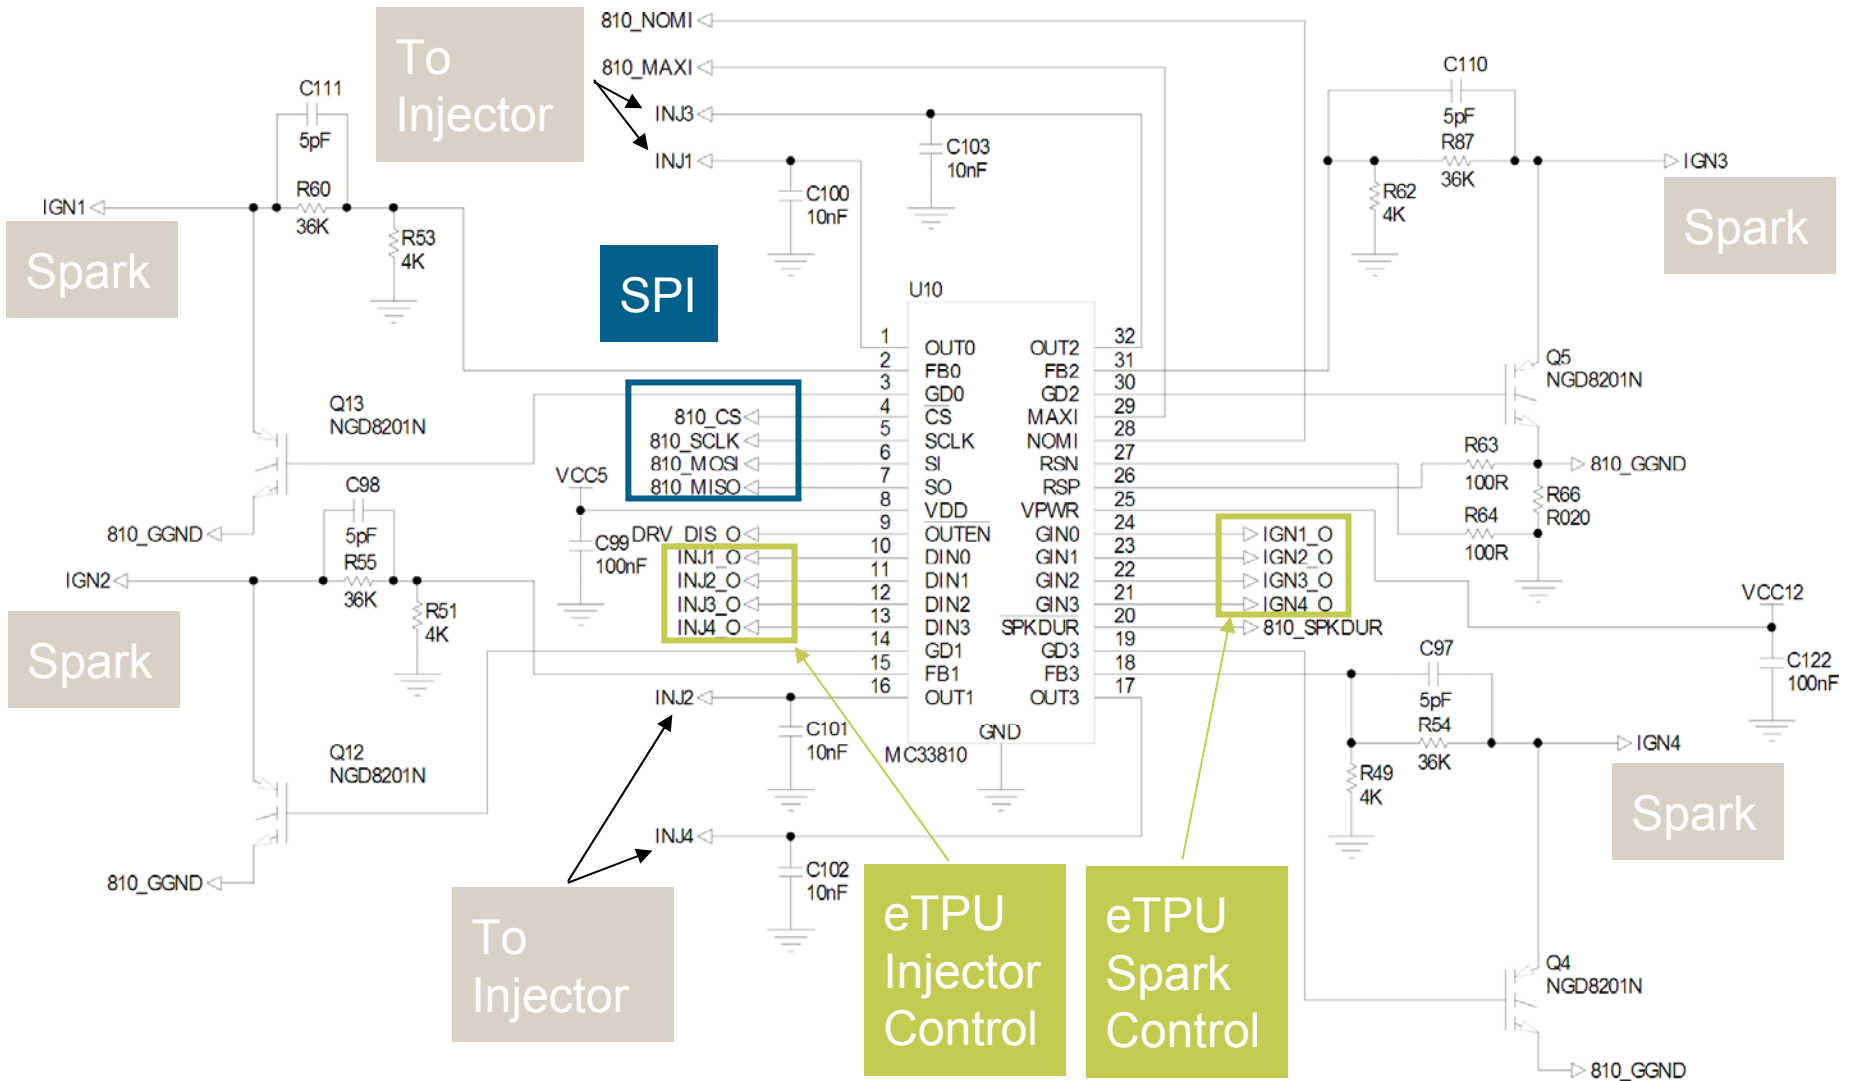 To
Injector
810_NOMI
810_MAXI
INJ3
INJ1
C103
10nF
C100
10nF
C111
5pF
R60
36K
IGN1
R53
4K
Spark
C110
5pF
R87
36K
IGN3
R62
4K
Spark
SPI
U10
1
2
3
4
5
6
7
8
9
10
11
12
13
14
15
16
OUT0
FB0
GD0
CS
SCLK
SI
SO
VDD
OUTEN
DIN0
DIN1
DIN2
DIN3
GD1
FB1
OUT1
OUT2
FB2
GD2
MAXI
NOMI
RSN
RSP
VPWR
GIN0
GIN1
GIN2
GIN3
SPKDUR
GD3
FB3
OUT3
32
31
30
29
28
27
26
25
24
23
22
21
20
19
18
17
GND
MC33810
810_CS
810_SCLK
810_MOSI
810_MISO
VCC5
C99
100nF
DRV_DIS_O
INJ1_O
INJ2_O
INJ3_O
INJ4_O
Q13
NGD8201N
810_GGND
C98
5pF
R55
36K
IGN2
R51
4K
Spark
Q12
NGD8201N
810_GGND
INJ2
C101
10nF
INJ4
C102
10nF
To
Injector
Q5
NGD8201N
R63
100R
810_GGND
R66
R020
R64
100R
IGN1_O
IGN2_O
IGN3_O
IGN4_O
810_SPKDUR
VCC12
C122
100nF
C97
5pF
R54
36K
IGN4
R49
4K
Spark
Q4
NGD8201N
810_GGND
eTPU
Injector
Control
eTPU
Spark
Control